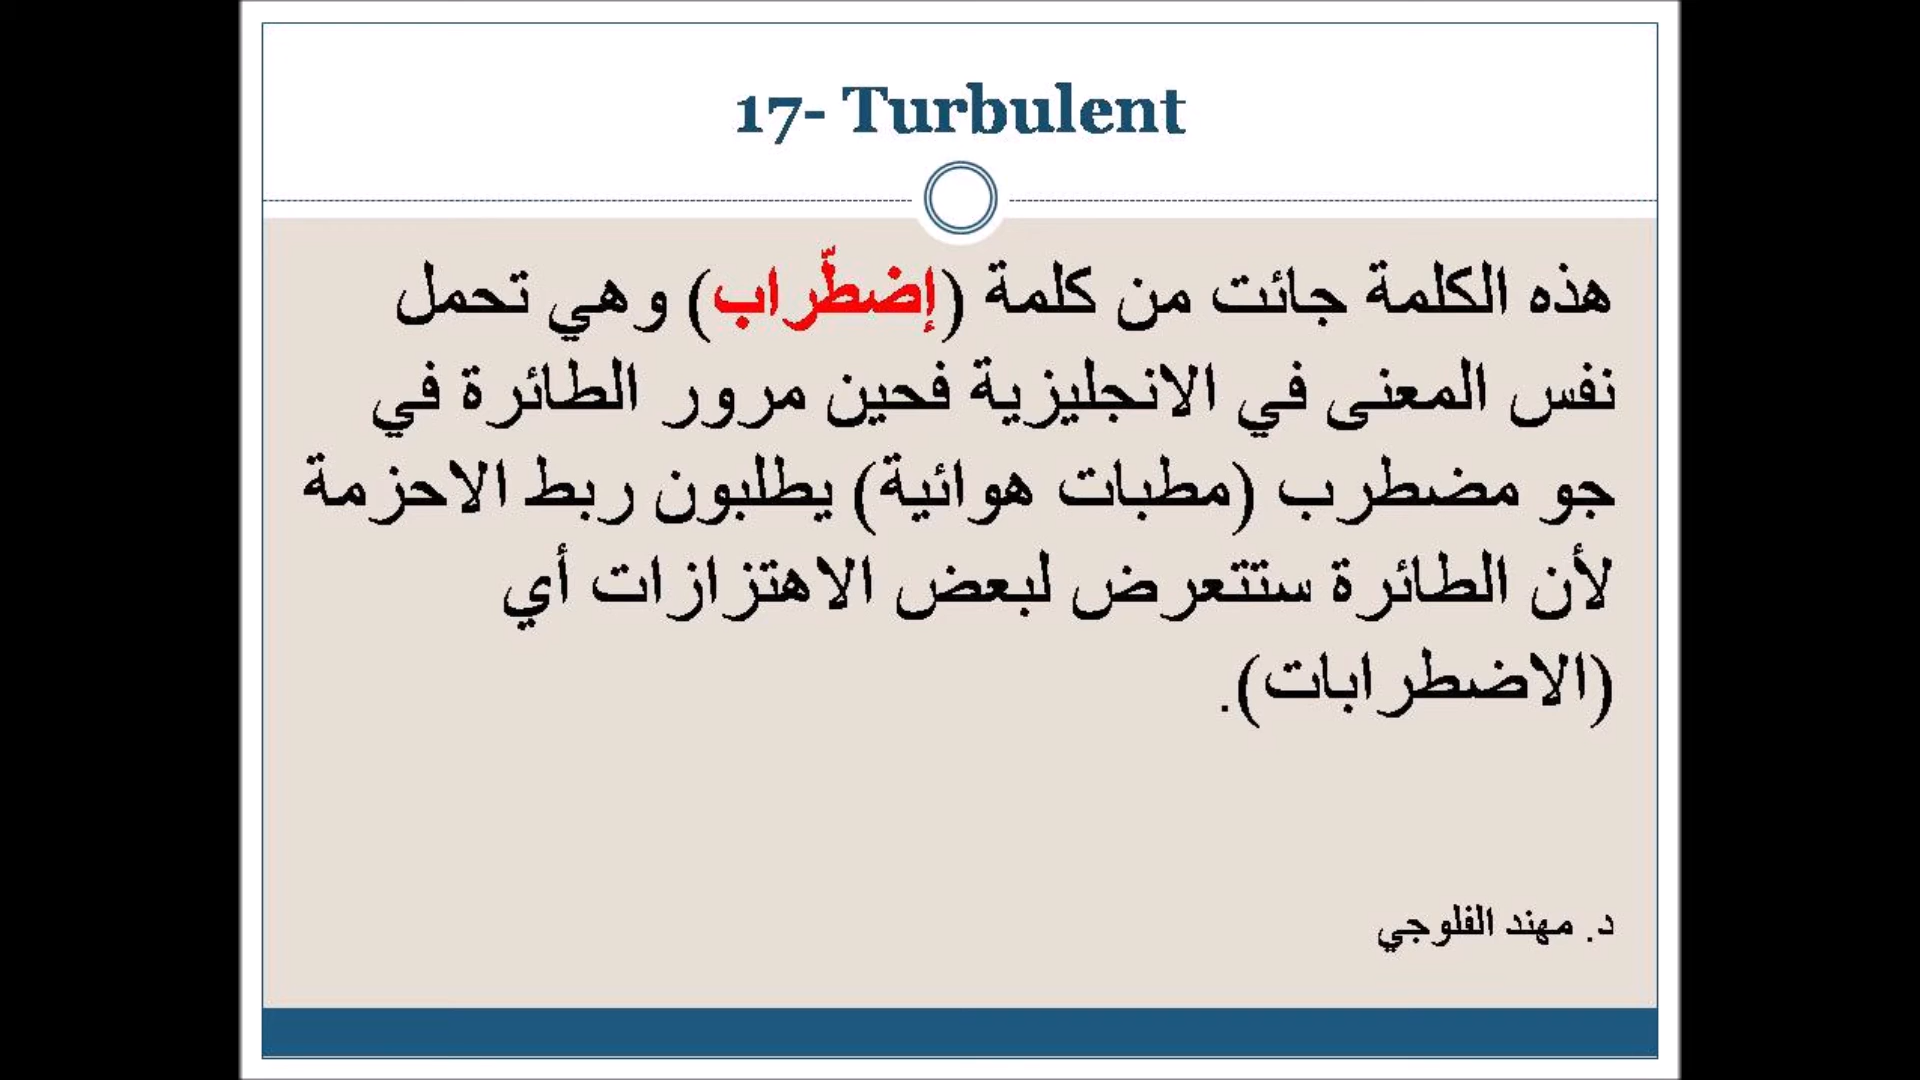 17- Turbulent
هذه الكلمة جائت من كلمة (إضطّراب) وهي تحمل
نفس المعنى في الانجليزية فحين مرور الطائرة في
جو مضطرب (مطبات هوائية) يطلبون ربط الاحزمة
لأن الطائرة ستتعرض لبعض الاهتزازات أي
(الاضطرابات).
د. مهند الفلوجي